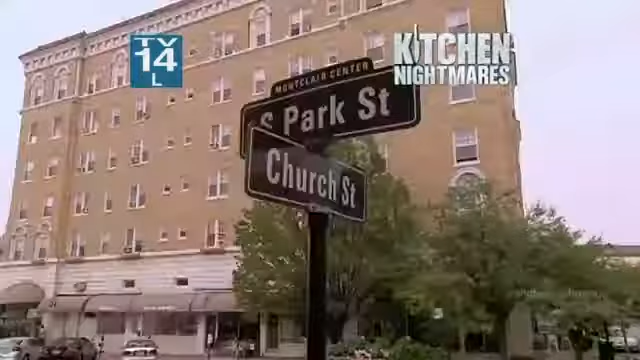 TV
14
L
KITCHEN
NIGHTMARES
MONTCLAIR CENTER
S Park St
Church St